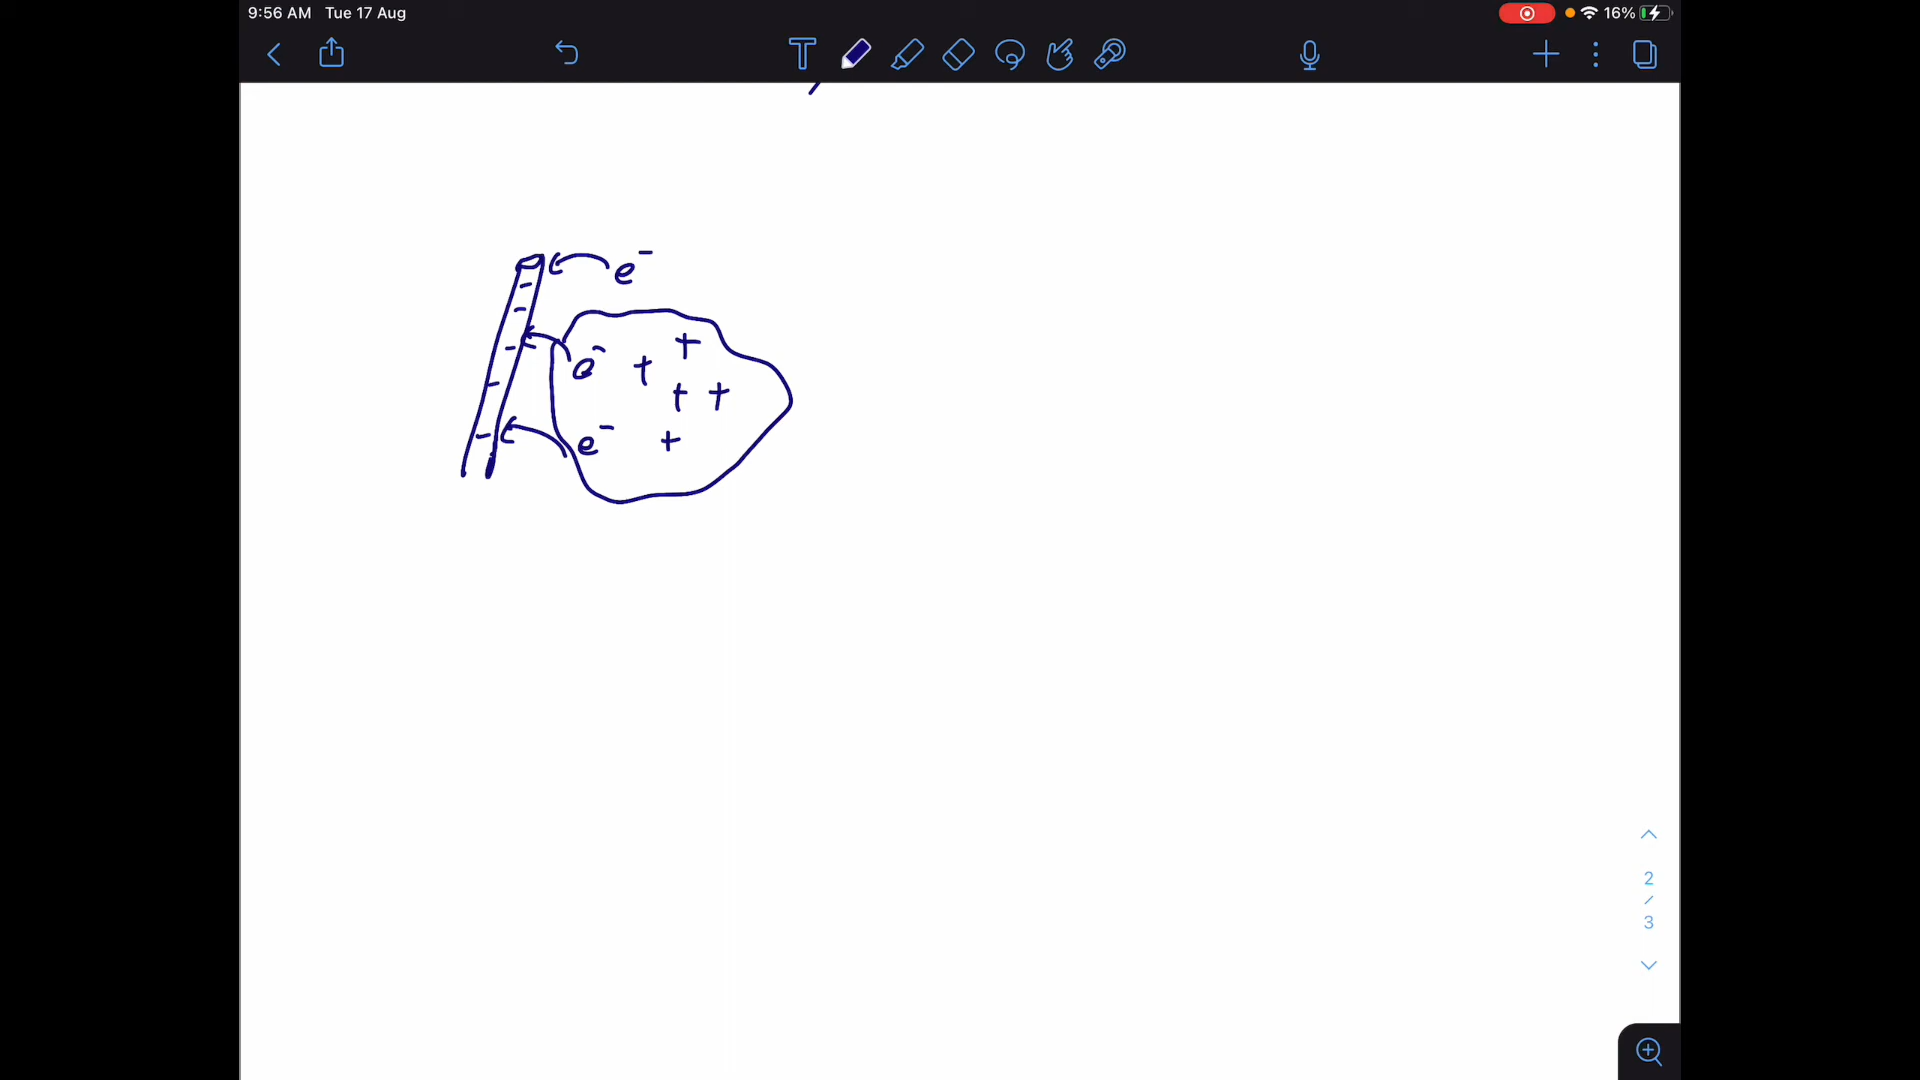 9:56 AM Tue 17 Aug 16%
T
e⁻
e⁻ + +
+ +
e⁻ +
2
/
3